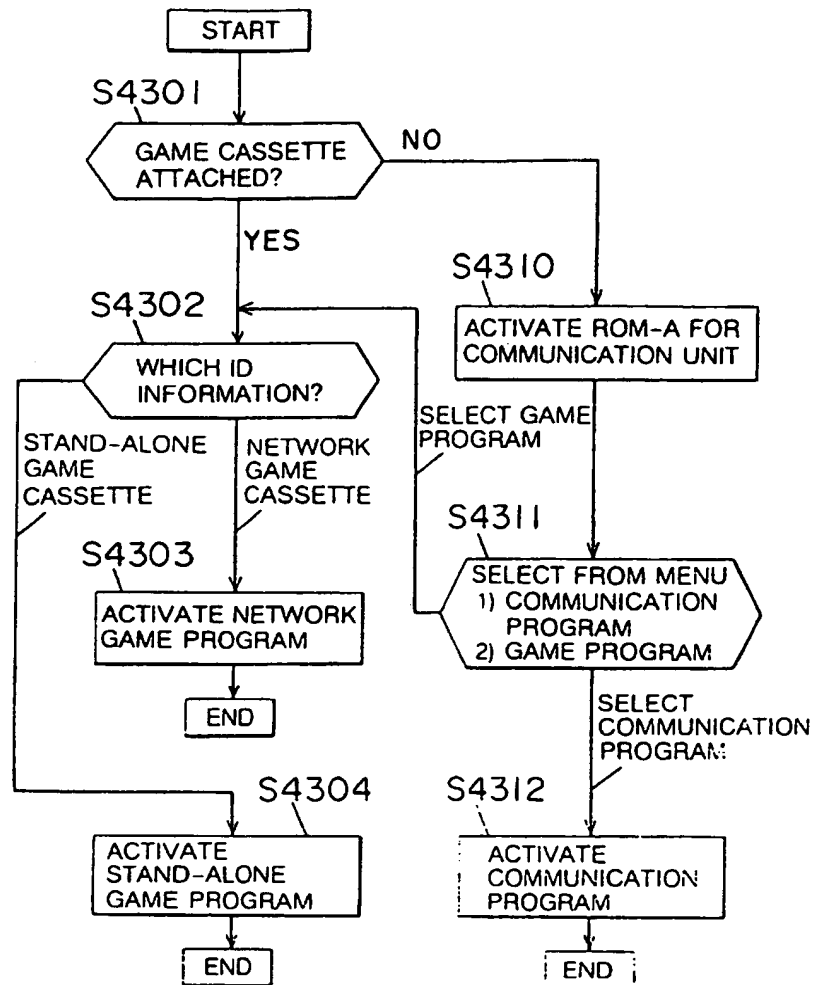 START
S4301
GAME CASSETTE
ATTACHED?
NO
YES
S4310
ACTIVATE ROM-A FOR
COMMUNICATION UNIT
S4302
WHICH ID
INFORMATION?
SELECT GAME
PROGRAM
STAND-ALONE
GAME
CASSETTE
NETWORK
GAME
CASSETTE
S4311
SELECT FROM MENU
1) COMMUNICATION
PROGRAM
2) GAME PROGRAM
S4303
ACTIVATE NETWORK
GAME PROGRAM
END
SELECT
COMMUNICATION
PROGRAM
S4304
ACTIVATE
STAND-ALONE
GAME PROGRAM
END
S4312
ACTIVATE
COMMUNICATION
PROGRAM
END